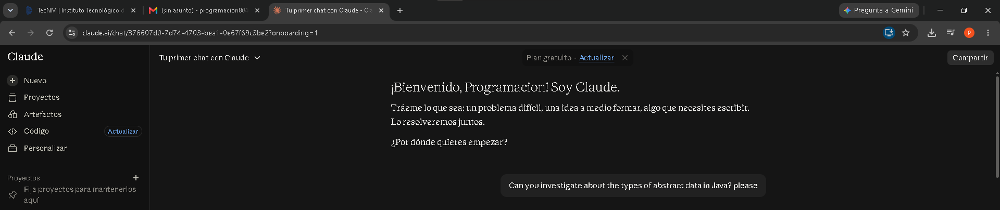 TecNM | Instituto Tecnológico d
(sin asunto) - programacion804
Tu primer chat con Claude - Cla
Pregunta a Gemini
claude.ai/chat/376607d0-7d74-4703-bea1-0e67f69c3be2?onboarding=1
P
Claude
Tu primer chat con Claude
Plan gratuito · Actualizar
Compartir
Nuevo
Proyectos
Artefactos
Código
Actualizar
Personalizar
Proyectos
Fija proyectos para mantenerlos
aquí
¡Bienvenido, Programacion! Soy Claude.
Tráeme lo que sea: un problema difícil, una idea a medio formar, algo que necesites escribir.
Lo resolveremos juntos.
¿Por dónde quieres empezar?
Can you investigate about the types of abstract data in Java? please